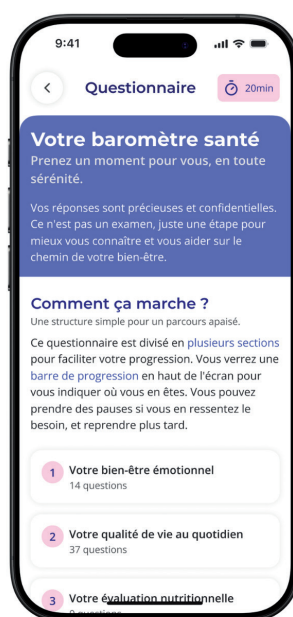 9:41
Questionnaire
20min
Votre baromètre santé
Prenez un moment pour vous, en toute
sérénité.
Vos réponses sont précieuses et confidentielles.
Ce n'est pas un examen, juste une étape pour
mieux vous connaître et vous aider sur le
chemin de votre bien-être.
Comment ça marche ?
Une structure simple pour un parcours apaisé.
Ce questionnaire est divisé en plusieurs sections
pour faciliter votre progression. Vous verrez une
barre de progression en haut de l'écran pour
vous indiquer où vous en êtes. Vous pouvez
prendre des pauses si vous en ressentez le
besoin, et reprendre plus tard.
1 Votre bien-être émotionnel
14 questions
2 Votre qualité de vie au quotidien
37 questions
3 Votre évaluation nutritionnelle
questions